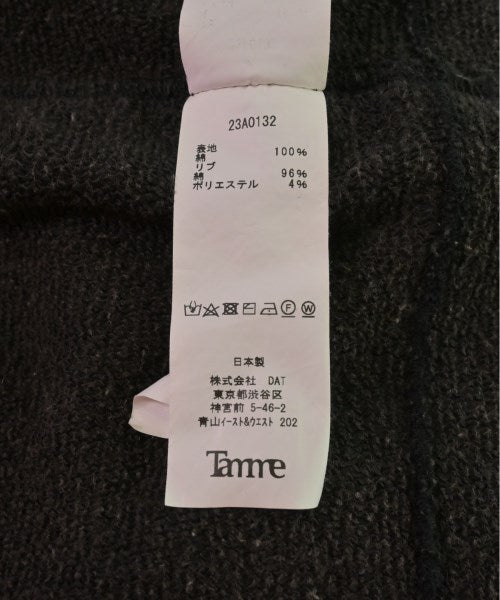 23A0132
表地
綿 100%
リブ
綿 96%
ポリエステル 4%
F W
日本製
株式会社 DAT
東京都渋谷区
神宮前 5-46-2
青山イースト&ウエスト 202
Tamme